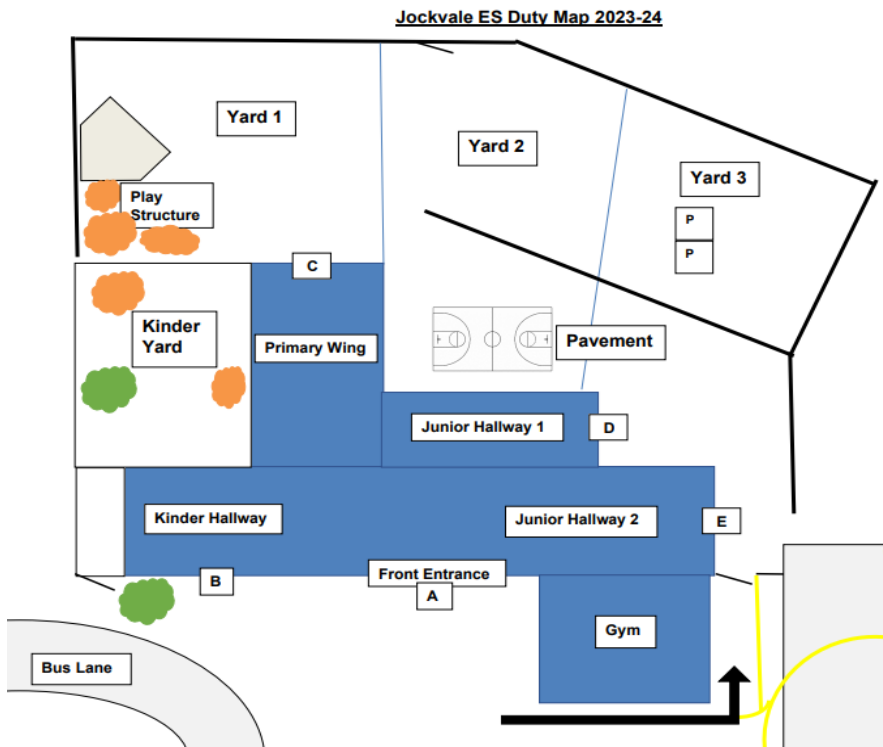 Jockvale ES Duty Map 2023-24
Yard 1
Yard 2
Yard 3
Play
Structure
P
P
C
Kinder
Yard
Primary Wing
Pavement
Junior Hallway 1
D
Kinder Hallway
Junior Hallway 2
E
Front Entrance
B
A
Gym
Bus Lane